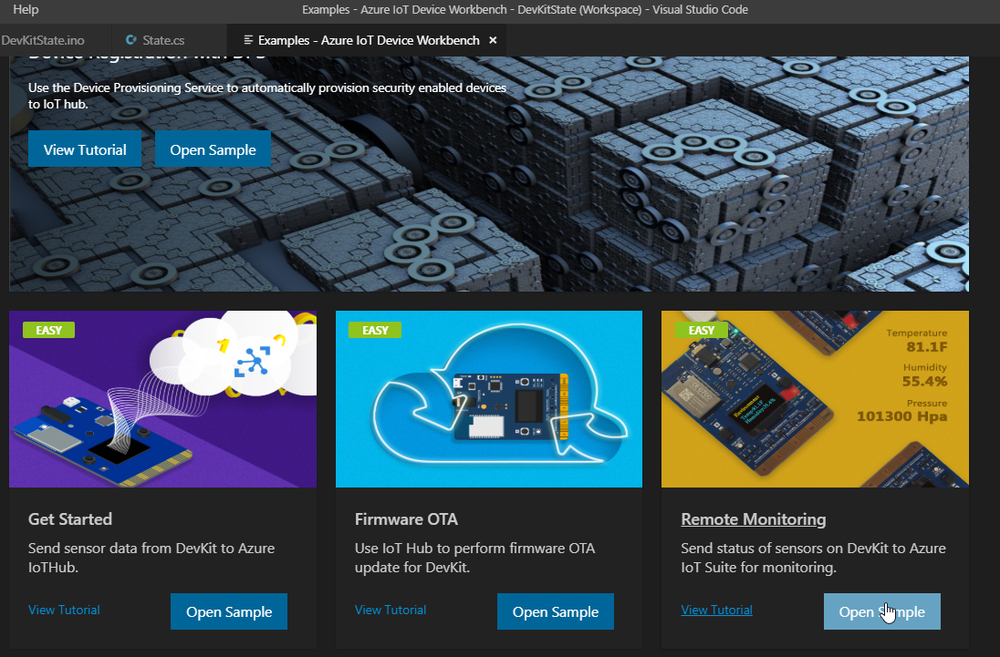 Help
Examples - Azure IoT Device Workbench - DevKitState (Workspace) - Visual Studio Code
DevKitState.ino
State.cs
Examples - Azure IoT Device Workbench
Device Registration with DPS
Use the Device Provisioning Service to automatically provision security enabled devices
to IoT hub.
View Tutorial
Open Sample
EASY
EASY
EASY
Temperature
81.1F
Humidity
55.4%
Pressure
101300 Hpa
Get Started
Send sensor data from DevKit to Azure
IoTHub.
View Tutorial
Open Sample
Firmware OTA
Use IoT Hub to perform firmware OTA
update for DevKit.
View Tutorial
Open Sample
Remote Monitoring
Send status of sensors on DevKit to Azure
IoT Suite for monitoring.
View Tutorial
Open Sample